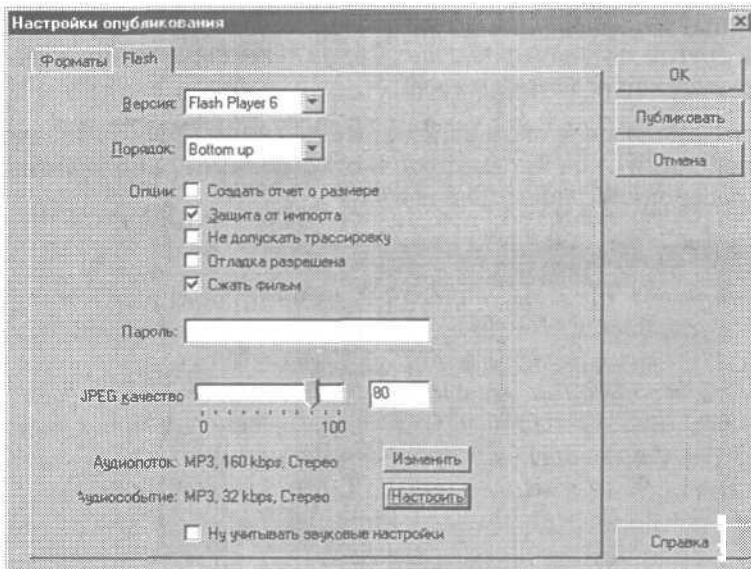 Настройки опубликования
Форматы Flash
OK
Публиковать
Отмена
Версия: Flash Player 6
Порядок: Bottom up
Опции: Создать отчет о размере
Защита от импорта
Не допускать трассировку
Отладка разрешена
Сжать фильм
Пароль:
JPEG качество 80
0 100
Аудиопоток: MP3, 160 kbps, Стерео Изменить
Аудиособытие: MP3, 32 kbps, Стерео Настроить
Ну учитывать звуковые настройки
Справка